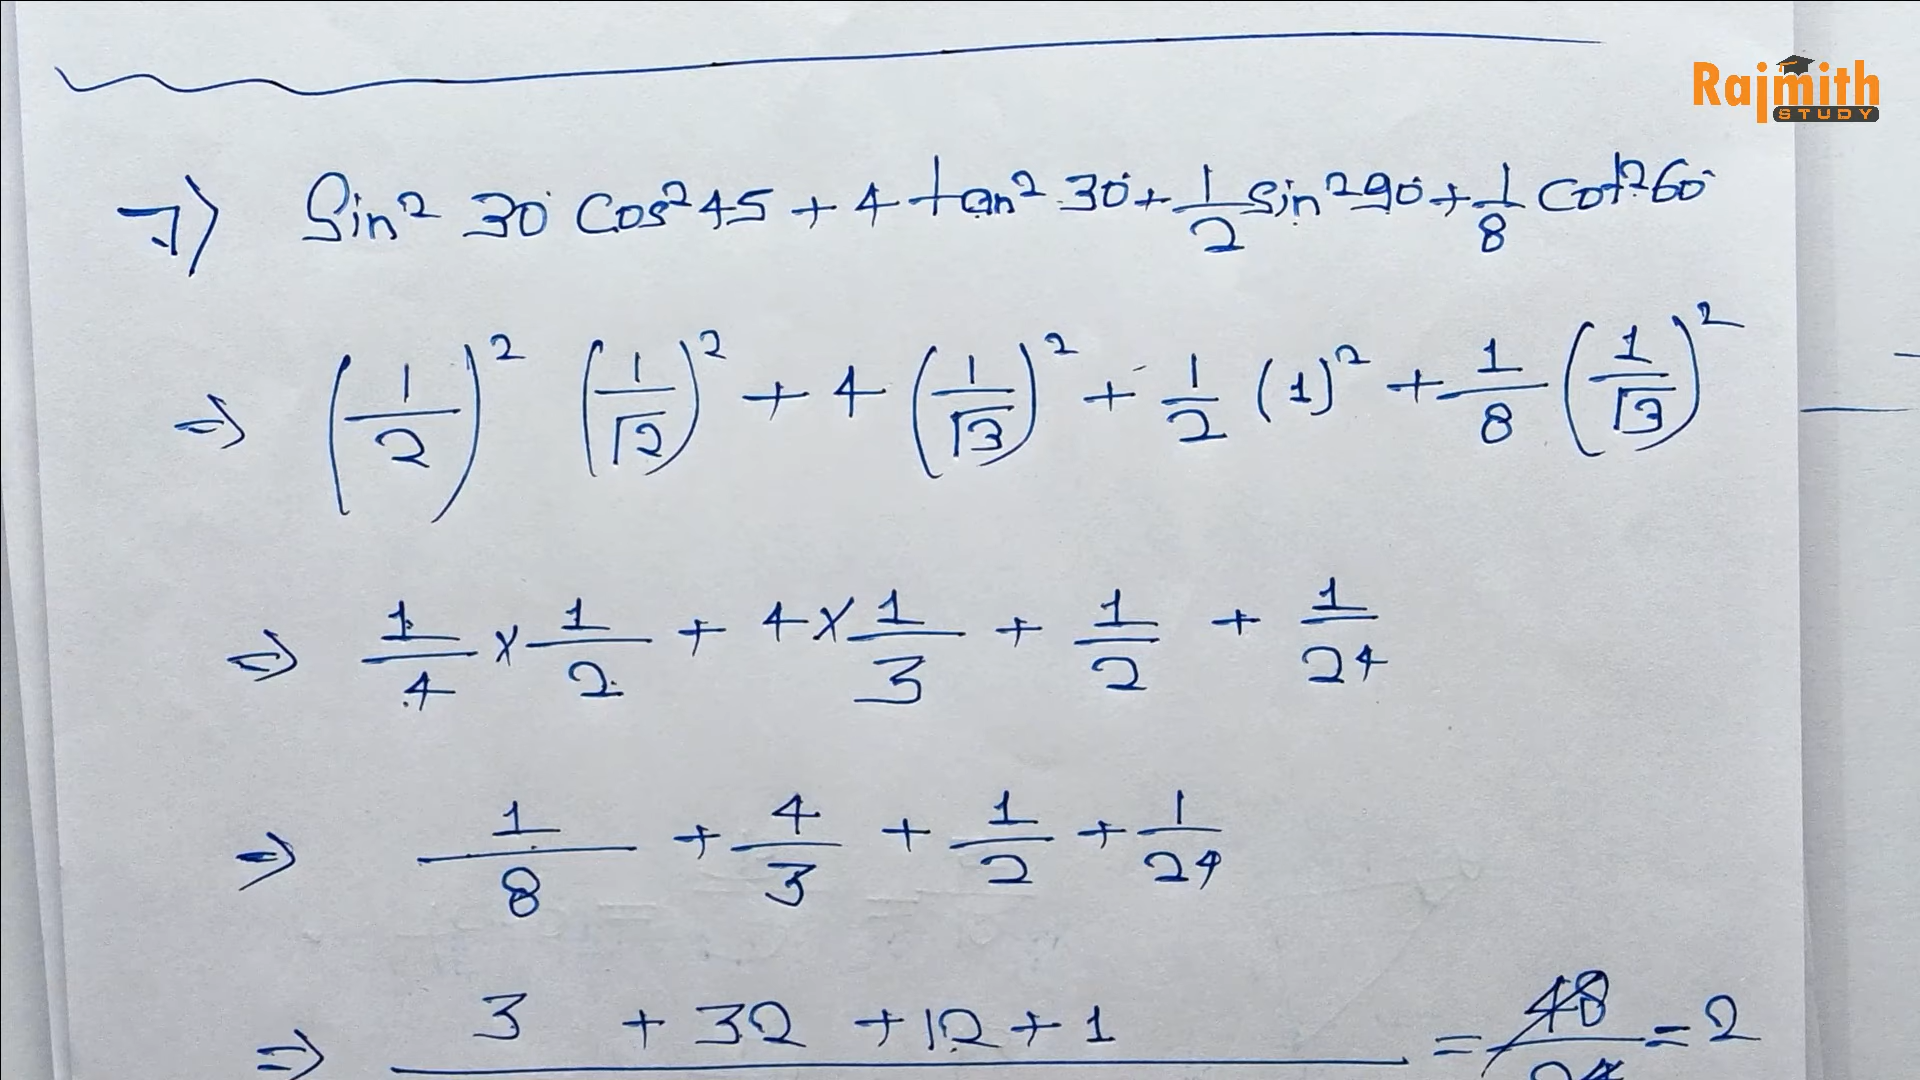 Rajmith
STUDY
7) Sin² 30° Cos² 45 + 4 tan² 30° + 1/2 Sin² 90° + 1/8 Cot² 60°
⇒ (1/2)² (1/√2)² + 4 (1/√3)² + 1/2 (1)² + 1/8 (1/√3)²
⇒ 1/4 × 1/2 + 4 × 1/3 + 1/2 + 1/24
⇒ 1/8 + 4/3 + 1/2 + 1/24
⇒ 3 + 32 + 12 + 1 = 48/24 = 2